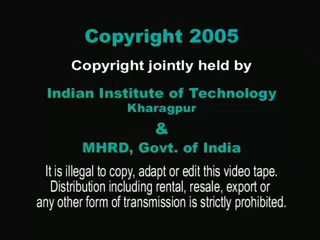 Copyright 2005
Copyright jointly held by
Indian Institute of Technology
Kharagpur
&
MHRD, Govt. of India
It is illegal to copy, adapt or edit this video tape.
Distribution including rental, resale, export or
any other form of transmission is strictly prohibited.